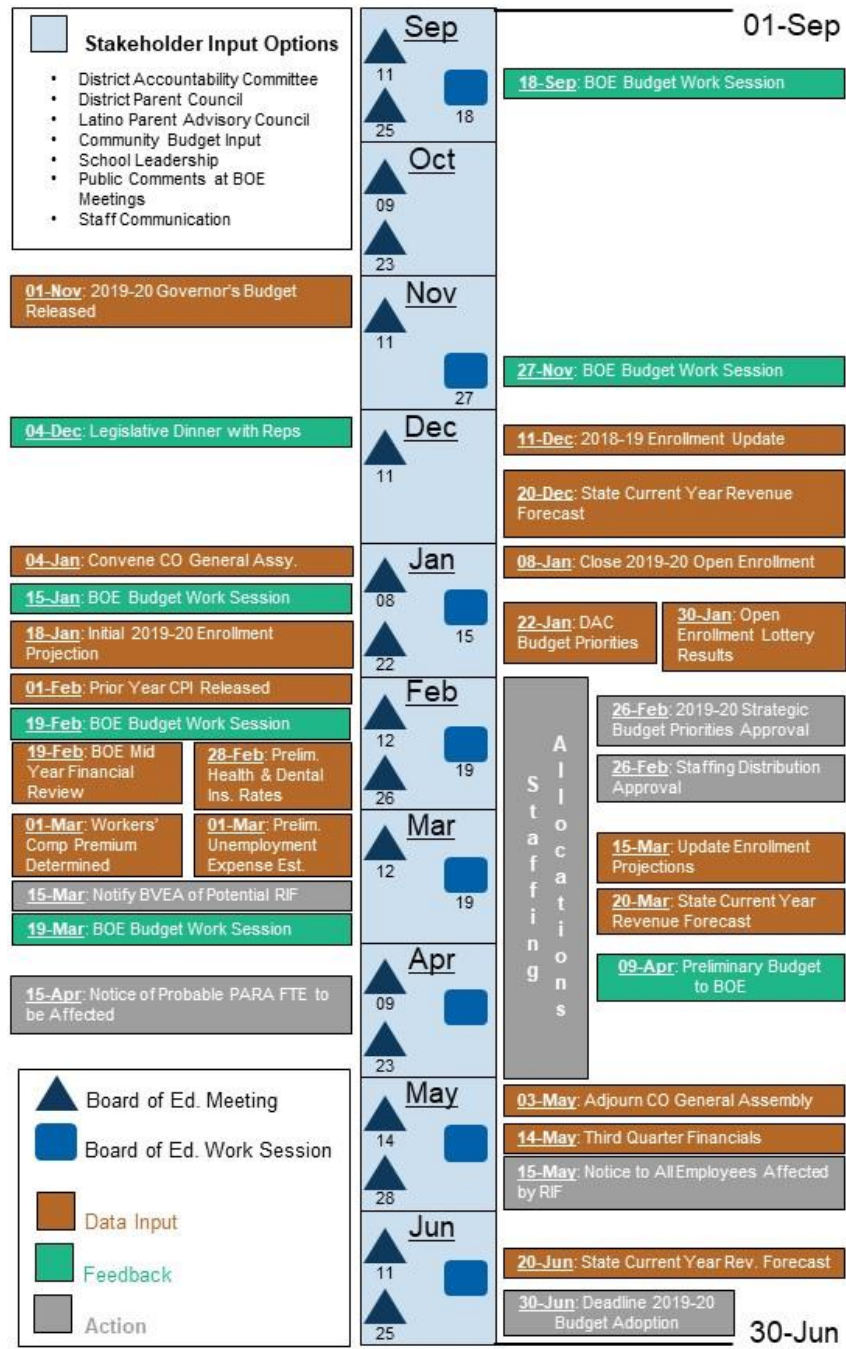 Stakeholder Input Options
• District Accountability Committee
• District Parent Council
• Latino Parent Advisory Council
• Community Budget Input
• School Leadership
• Public Comments at BOE
Meetings
• Staff Communication
01-Nov: 2019-20 Governor's Budget
Released
04-Dec: Legislative Dinner with Reps
04-Jan: Convene CO General Assy.
15-Jan: BOE Budget Work Session
18-Jan: Initial 2019-20 Enrollment
Projection
01-Feb: Prior Year CPI Released
19-Feb: BOE Budget Work Session
19-Feb: BOE Mid
Year Financial
Review
28-Feb: Prelim.
Health & Dental
Ins. Rates
01-Mar: Workers'
Comp Premium
Determined
01-Mar: Prelim.
Unemployment
Expense Est.
15-Mar: Notify BVEA of Potential RIF
19-Mar: BOE Budget Work Session
15-Apr: Notice of Probable PARA FTE to
be Affected
Board of Ed. Meeting
Board of Ed. Work Session
Data Input
Feedback
Action
Sep
11
25
18
Oct
09
23
Nov
11
27
Dec
11
Jan
08
15
22
Feb
12
19
26
Mar
12
19
Apr
09
23
May
14
28
Jun
11
25
01-Sep
18-Sep: BOE Budget Work Session
27-Nov: BOE Budget Work Session
11-Dec: 2018-19 Enrollment Update
20-Dec: State Current Year Revenue
Forecast
08-Jan: Close 2019-20 Open Enrollment
22-Jan: DAC
Budget Priorities
30-Jan: Open
Enrollment Lottery
Results
Staffing
Allocations
26-Feb: 2019-20 Strategic
Budget Priorities Approval
26-Feb: Staffing Distribution
Approval
15-Mar: Update Enrollment
Projections
20-Mar: State Current Year
Revenue Forecast
09-Apr: Preliminary Budget
to BOE
03-May: Adjourn CO General Assembly
14-May: Third Quarter Financials
15-May: Notice to All Employees Affected
by RIF
20-Jun: State Current Year Rev. Forecast
30-Jun: Deadline 2019-20
Budget Adoption
30-Jun